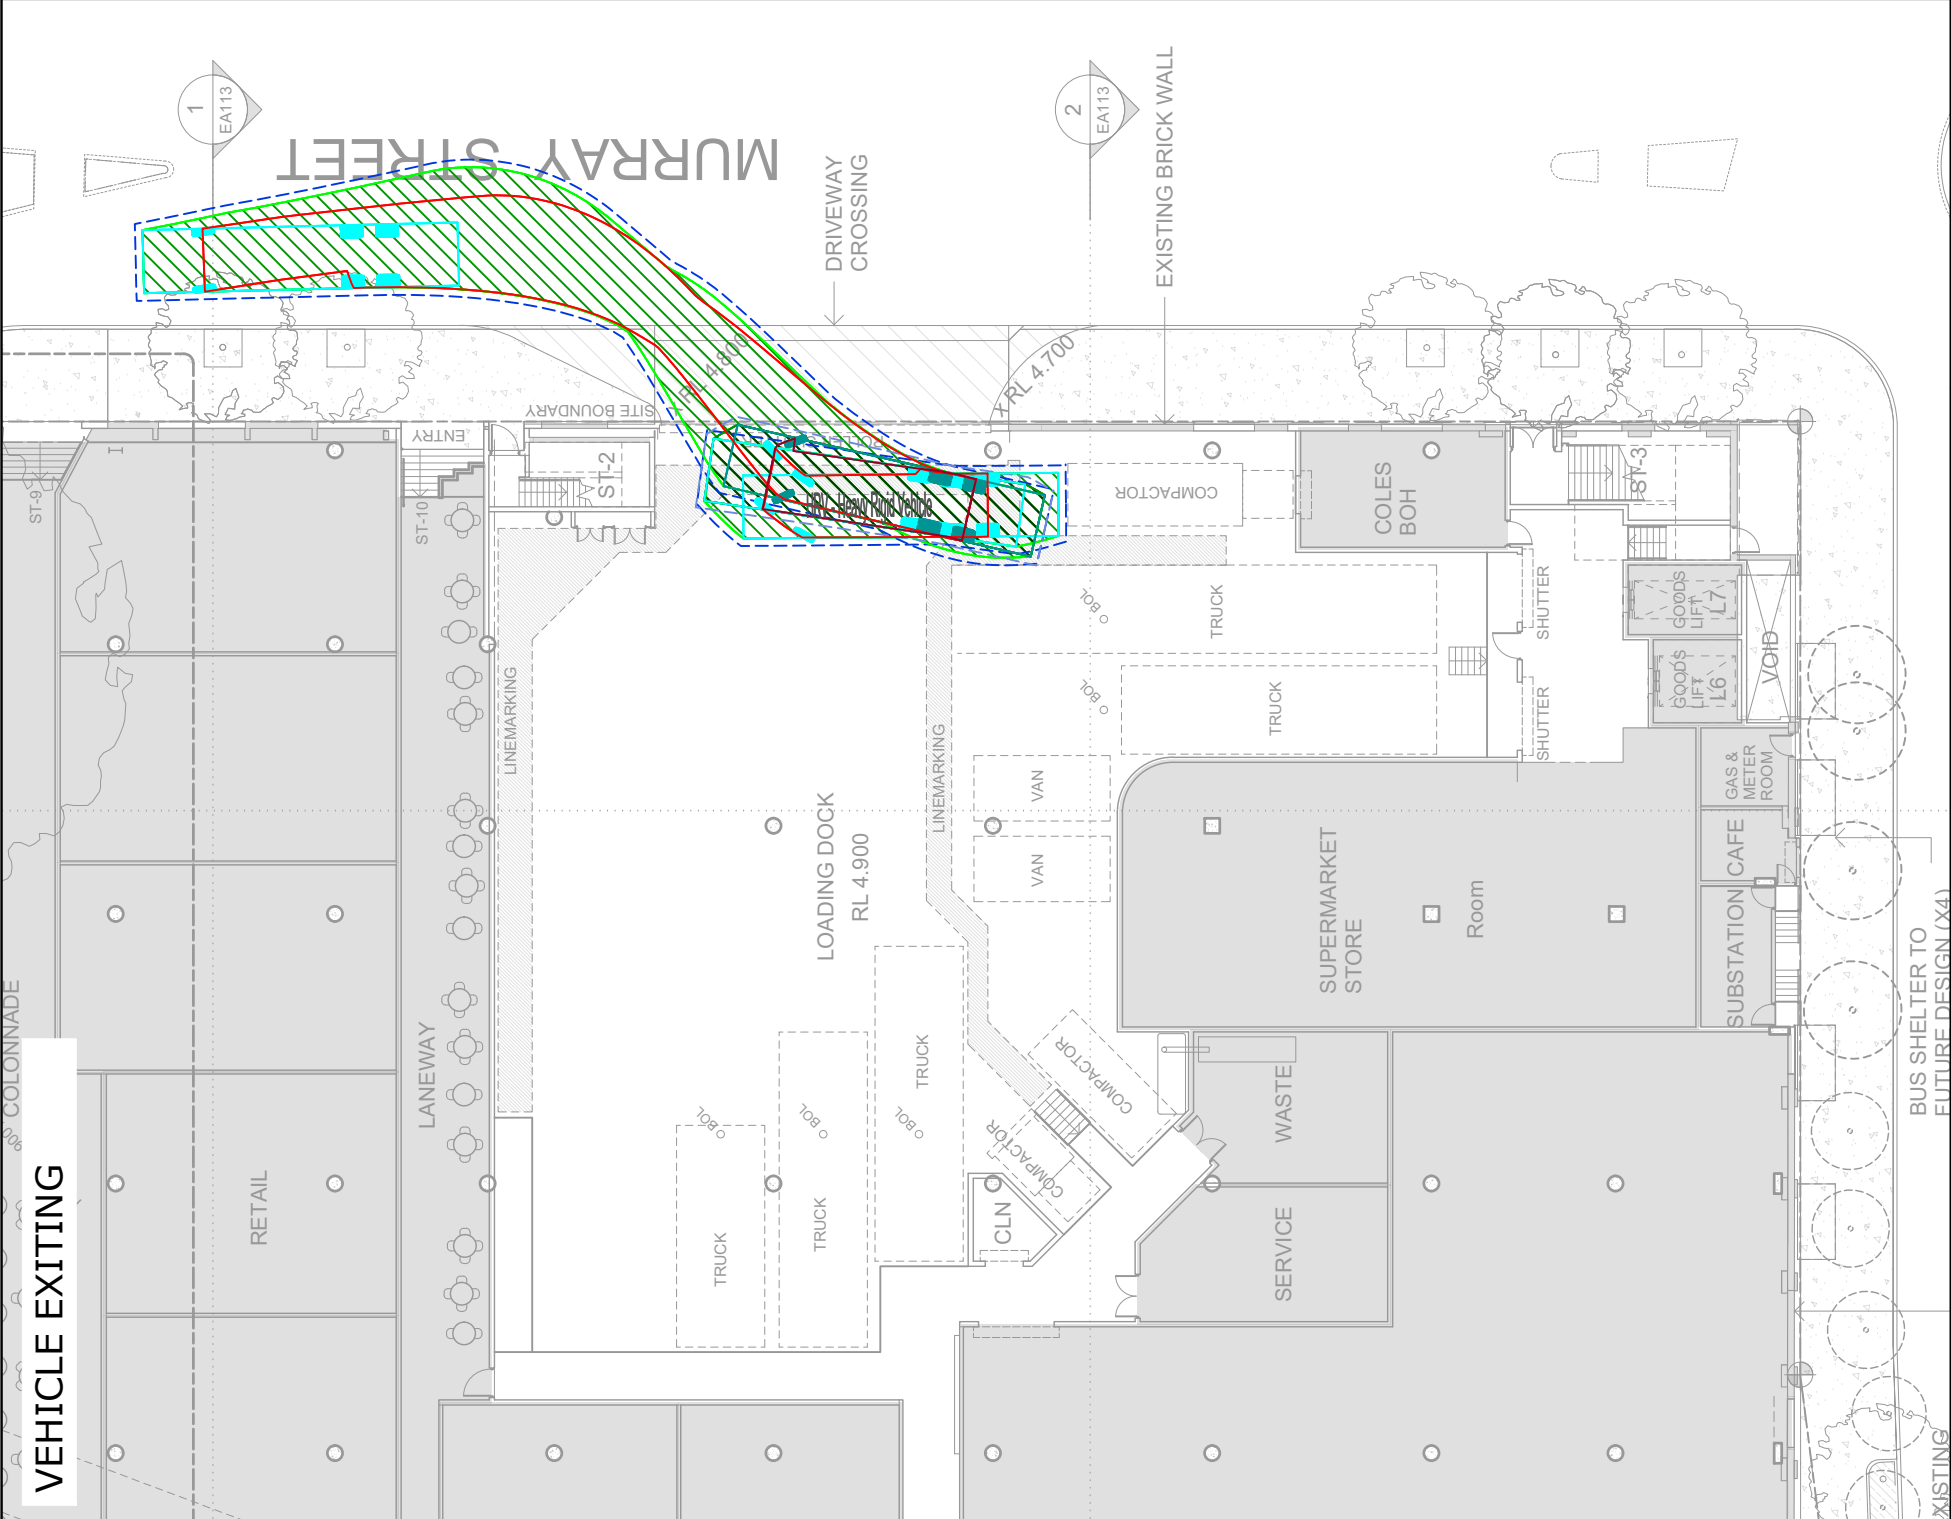 1
EA113
2
EA113
MURRAY STREET
DRIVEWAY
CROSSING
EXISTING BRICK WALL
RL 4.800
X RL 4.700
SITE BOUNDARY
ENTRY
ST-9
ST-10
ST-2
HRV - Heavy Rigid Vehicle
COMPACTOR
COLES
BOH
ST-3
LINEMARKING
BOL
TRUCK
SHUTTER
GOODS
LIFT
L7
BOL
TRUCK
SHUTTER
GOODS
LIFT
L6
VOID
LINEMARKING
VAN
VAN
GAS &
METER
ROOM
LOADING DOCK
RL 4.900
SUPERMARKET
STORE
Room
CAFE
SUBSTATION
BUS SHELTER TO
FUTURE DESIGN (X4)
COLONNADE
LANEWAY
TRUCK
COMPACTOR
WASTE
BOL
BOL
BOL
COMPACTOR
RETAIL
TRUCK
TRUCK
CLN
SERVICE
VEHICLE EXITING